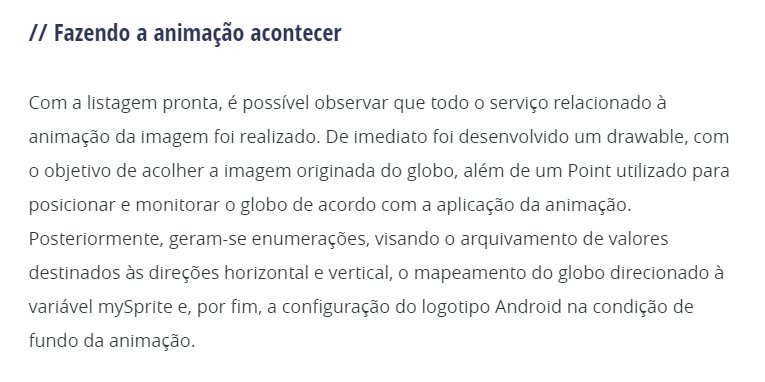 // Fazendo a animação acontecer
Com a listagem pronta, é possível observar que todo o serviço relacionado à
animação da imagem foi realizado. De imediato foi desenvolvido um drawable, com
o objetivo de acolher a imagem originada do globo, além de um Point utilizado para
posicionar e monitorar o globo de acordo com a aplicação da animação.
Posteriormente, geram-se enumerações, visando o arquivamento de valores
destinados às direções horizontal e vertical, o mapeamento do globo direcionado à
variável mySprite e, por fim, a configuração do logotipo Android na condição de
fundo da animação.